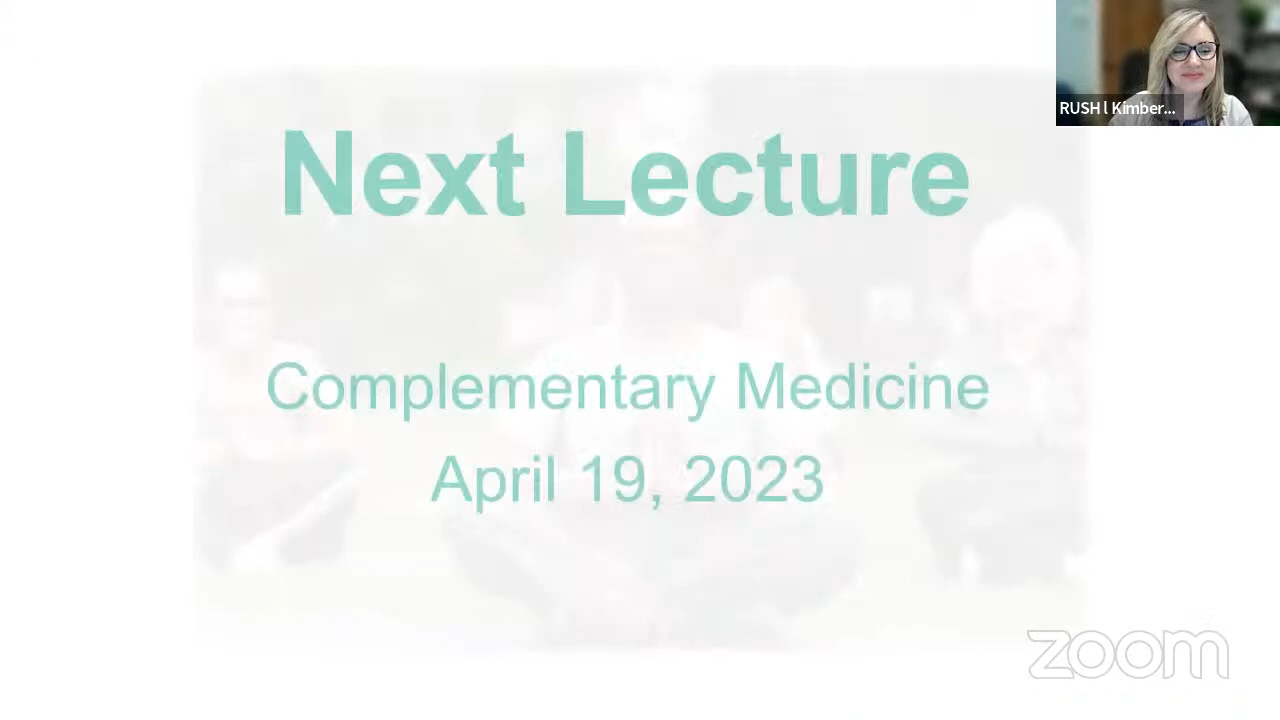 RUSH l Kimber...
Next Lecture
Complementary Medicine
April 19, 2023
zoom